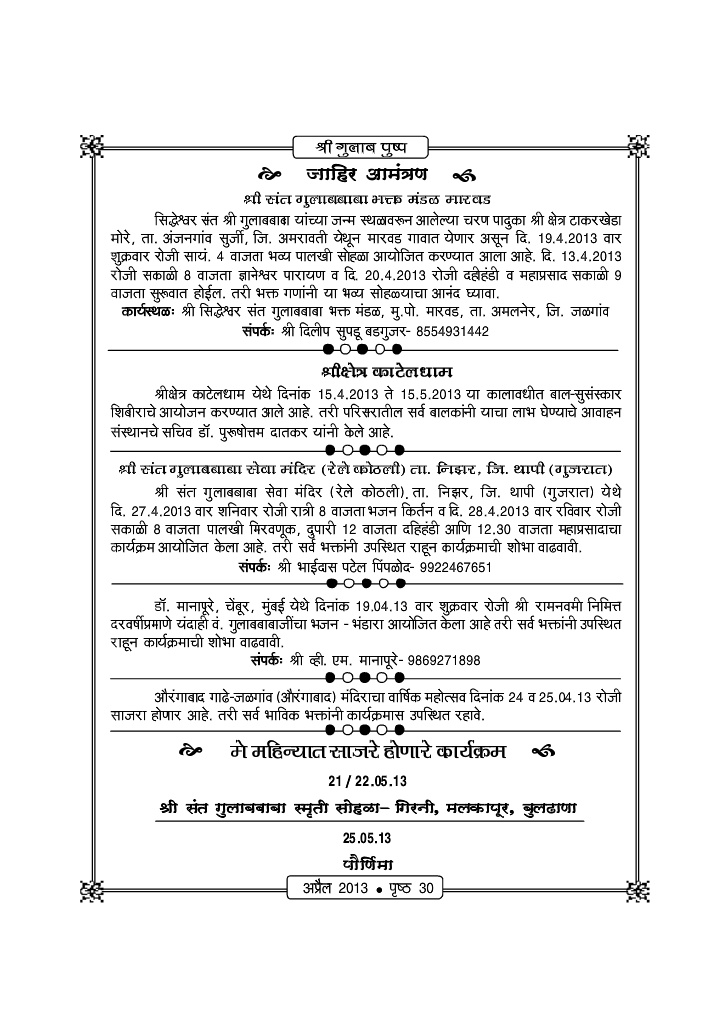 श्री गुलाब पुष्प
जाहिर आमंत्रण
श्री संत गुलाबबाबा भक्त मंडळ मारवड
सिद्धेश्वर संत श्री गुलाबबाबा यांच्या जन्म स्थळावरून आलेल्या चरण पादुका श्री क्षेत्र टाकरखेडा
मोरे, ता. अंजनगांव सुर्जी, जि. अमरावती येथून मारवड गावात येणार असून दि. 19.4.2013 वार
शुक्रवार रोजी सायं. 4 वाजता भव्य पालखी सोहळा आयोजित करण्यात आला आहे. दि. 13.4.2013
रोजी सकाळी 8 वाजता ज्ञानेश्वर पारायण व दि. 20.4.2013 रोजी दहीहंडी व महाप्रसाद सकाळी 9
वाजता सुरूवात होईल. तरी भक्त गणांनी या भव्य सोहळ्याचा आनंद घ्यावा.
कार्यस्थळः श्री सिद्धेश्वर संत गुलाबबाबा भक्त मंडळ, मु.पो. मारवड, ता. अमलनेर, जि. जळगांव
संपर्कः श्री दिलीप सुपडू बडगुजर- 8554931442
श्रीक्षेत्र काटेलधाम
श्रीक्षेत्र काटेलधाम येथे दिनांक 15.4.2013 ते 15.5.2013 या कालावधीत बाल-सुसंस्कार
शिबीराचे आयोजन करण्यात आले आहे. तरी परिसरातील सर्व बालकांनी याचा लाभ घेण्याचे आवाहन
संस्थानचे सचिव डॉ. पुरूषोत्तम दातकर यांनी केले आहे.
श्री संत गुलाबबाबा सेवा मंदिर (रेले कोठली) ता. निझर, जि. थापी (गुजरात)
श्री संत गुलाबबाबा सेवा मंदिर (रेले कोठली). ता. निझर, जि. थापी (गुजरात) येथे
दि. 27.4.2013 वार शनिवार रोजी रात्री 8 वाजता भजन किर्तन व दि. 28.4.2013 वार रविवार रोजी
सकाळी 8 वाजता पालखी मिरवणूक, दुपारी 12 वाजता दहिहंडी आणि 12.30 वाजता महाप्रसादाचा
कार्यक्रम आयोजित केला आहे. तरी सर्व भक्तांनी उपस्थित राहून कार्यक्रमाची शोभा वाढवावी.
संपर्कः श्री भाईदास पटेल पिंपळोद- 9922467651
डॉ. मानापूरे, चेंबूर, मुंबई येथे दिनांक 19.04.13 वार शुक्रवार रोजी श्री रामनवमी निमित्त
दरवर्षीप्रमाणे यंदाही वं. गुलाबबाबाजींचा भजन - भंडारा आयोजित केला आहे तरी सर्व भक्तांनी उपस्थित
राहून कार्यक्रमाची शोभा वाढवावी.
संपर्कः श्री व्ही. एम. मानापूरे- 9869271898
औरंगाबाद गाढे-जळगांव (औरंगाबाद) मंदिराचा वार्षिक महोत्सव दिनांक 24 व 25.04.13 रोजी
साजरा होणार आहे. तरी सर्व भाविक भक्तांनी कार्यक्रमास उपस्थित रहावे.
मे महिन्यात साजरे होणारे कार्यक्रम
21 / 22.05.13
श्री संत गुलाबबाबा स्मृती सोहळा– गिरनी, मलकापूर, बुलढाणा
25.05.13
पौर्णिमा
अप्रैल 2013 ● पृष्ठ 30